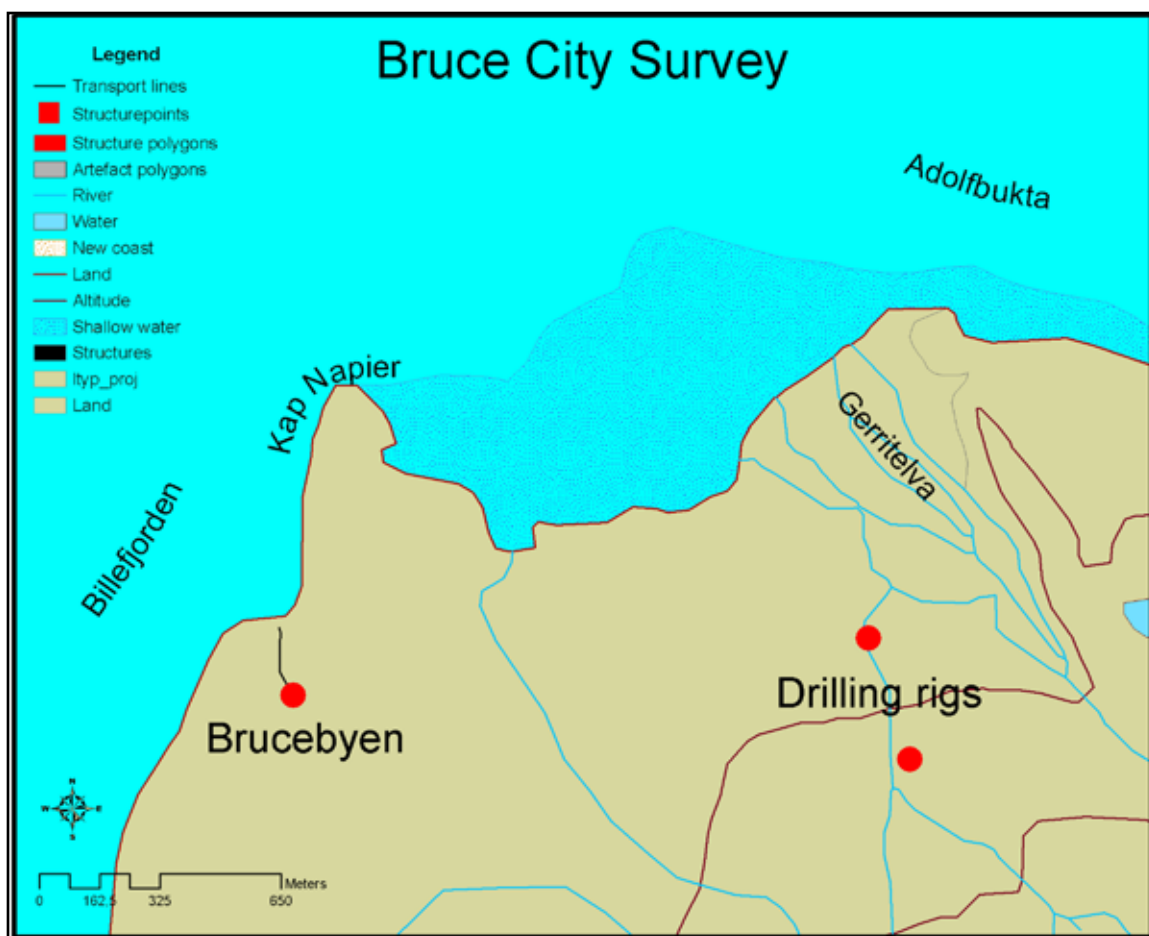 Bruce City Survey
Legend
Transport lines
Structurepoints
Structure polygons
Artefact polygons
River
Water
New coast
Land
Altitude
Shallow water
Structures
ltyp_proj
Land
Adolfbukta
Kap Napier
Gerritelva
Billefjorden
Drilling rigs
Brucebyen
N
W E
S
Meters
0 162,5 325 650